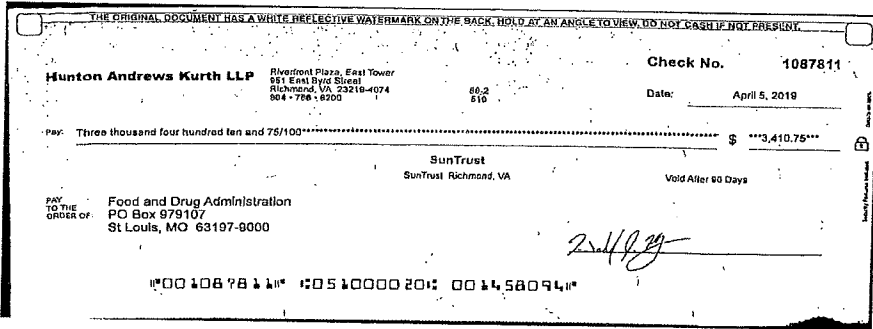 THE ORIGINAL DOCUMENT HAS A WHITE REFLECTIVE WATERMARK ON THE BACK. HOLD AT AN ANGLE TO VIEW. DO NOT CASH IF NOT PRESENT.
Check No. 1087811
Hunton Andrews Kurth LLP
Riverfront Plaza, East Tower
951 East Byrd Street
Richmond, VA 23219-4074
804 • 788 • 8200
68-2
510
Date: April 5, 2019
Pay: Three thousand four hundred ten and 75/100 $ ***3,410.75***
SunTrust
SunTrust Richmond, VA
Void After 90 Days
PAY
TO THE
ORDER OF:
Food and Drug Administration
PO Box 979107
St Louis, MO 63197-9000
⑈001087811⑈ ⑆051000020⑆ 001458094⑈